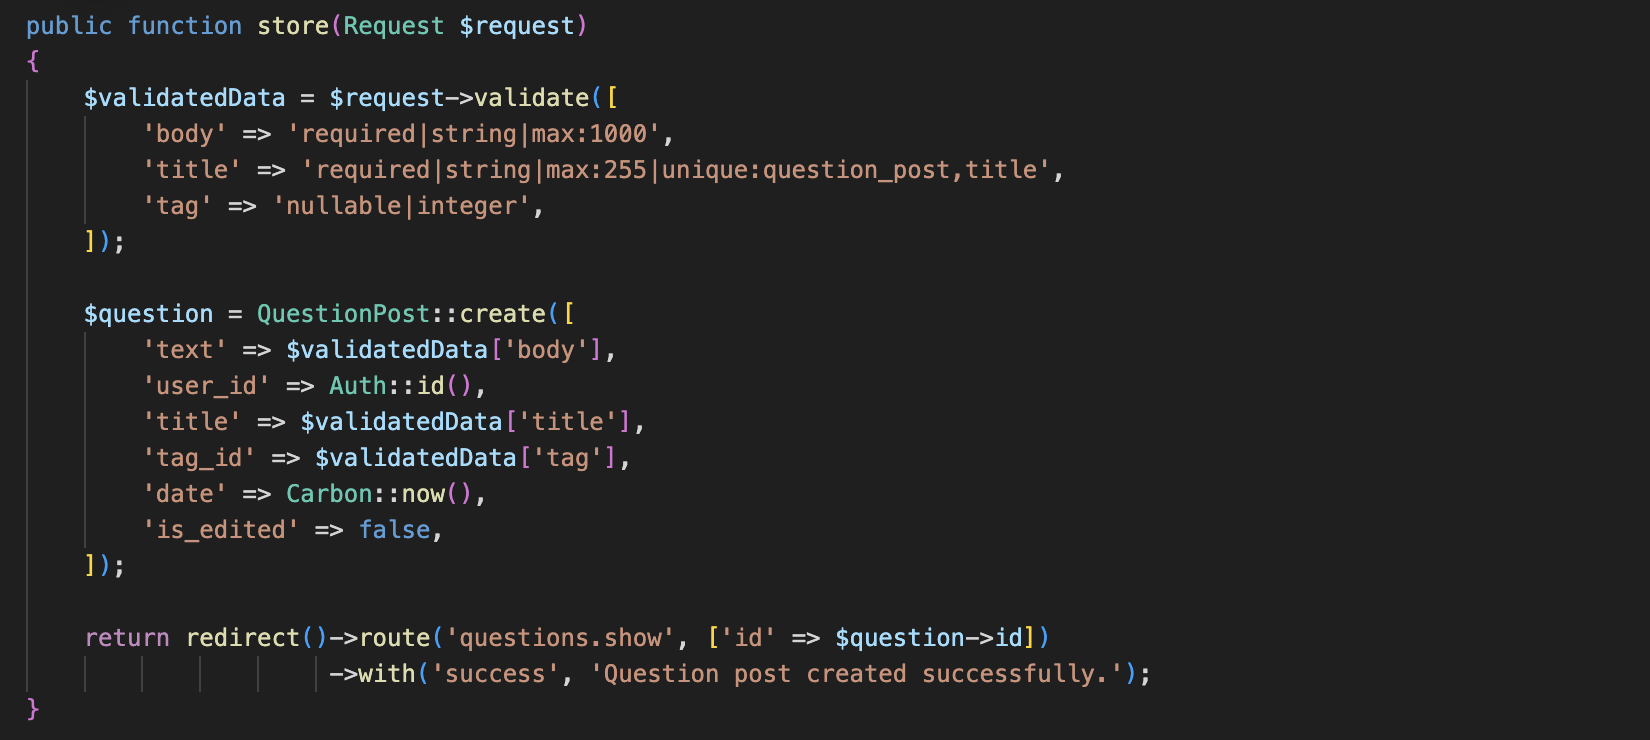 public function store(Request $request)
{
    $validatedData = $request->validate([
        'body' => 'required|string|max:1000',
        'title' => 'required|string|max:255|unique:question_post,title',
        'tag' => 'nullable|integer',
    ]);

    $question = QuestionPost::create([
        'text' => $validatedData['body'],
        'user_id' => Auth::id(),
        'title' => $validatedData['title'],
        'tag_id' => $validatedData['tag'],
        'date' => Carbon::now(),
        'is_edited' => false,
    ]);

    return redirect()->route('questions.show', ['id' => $question->id])
                     ->with('success', 'Question post created successfully.');
}